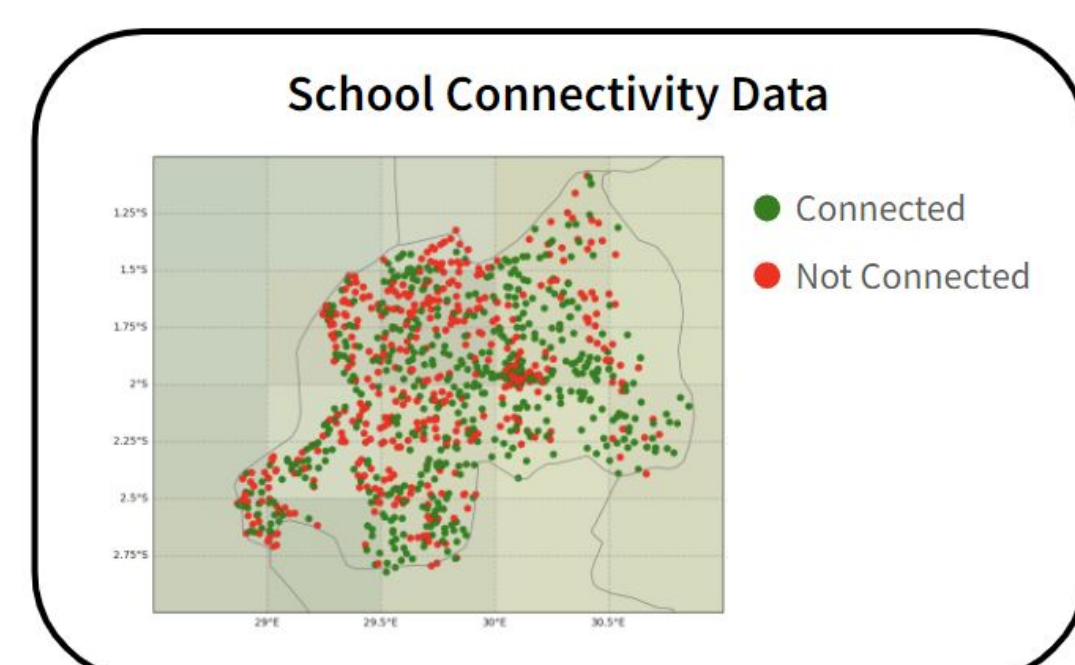 School Connectivity Data
Connected
Not Connected
1.25°S
1.5°S
1.75°S
2°S
2.25°S
2.5°S
2.75°S
29°E
29.5°E
30°E
30.5°E